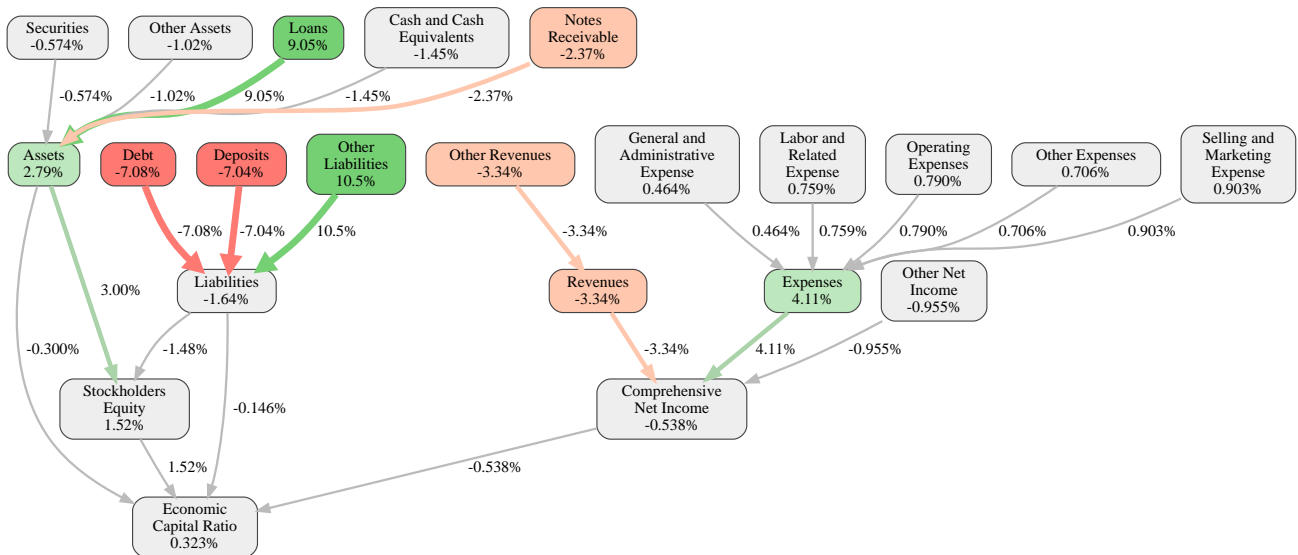 Securities
-0.574%
Other Assets
-1.02%
Loans
9.05%
Cash and Cash
Equivalents
-1.45%
Notes
Receivable
-2.37%
-0.574%
-1.02%
9.05%
-1.45%
-2.37%
Assets
2.79%
Debt
-7.08%
Deposits
-7.04%
Other
Liabilities
10.5%
Other Revenues
-3.34%
General and
Administrative
Expense
0.464%
Labor and
Related
Expense
0.759%
Operating
Expenses
0.790%
Other Expenses
0.706%
Selling and
Marketing
Expense
0.903%
-7.08%
-7.04%
10.5%
-3.34%
0.464%
0.759%
0.790%
0.706%
0.903%
Liabilities
-1.64%
Revenues
-3.34%
Expenses
4.11%
Other Net
Income
-0.955%
3.00%
-0.300%
-1.48%
-0.146%
-3.34%
4.11%
-0.955%
Stockholders
Equity
1.52%
Comprehensive
Net Income
-0.538%
1.52%
-0.538%
Economic
Capital Ratio
0.323%